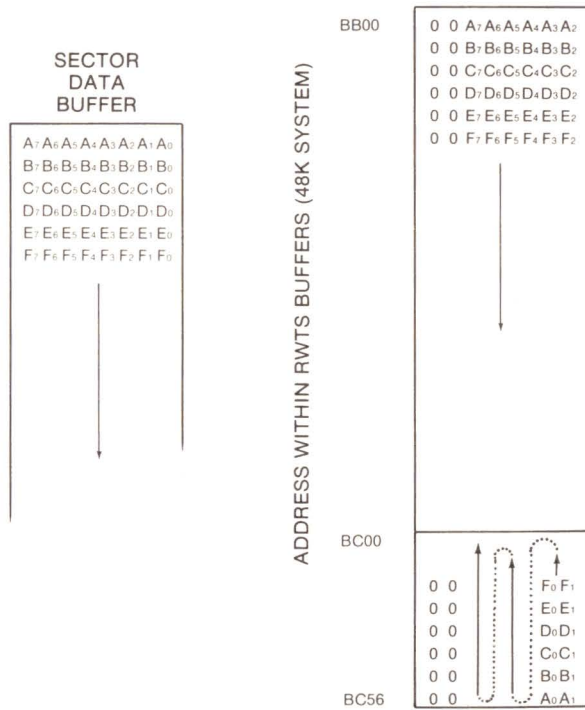 SECTOR
DATA
BUFFER
A7 A6 A5 A4 A3 A2 A1 A0
B7 B6 B5 B4 B3 B2 B1 B0
C7 C6 C5 C4 C3 C2 C1 C0
D7 D6 D5 D4 D3 D2 D1 D0
E7 E6 E5 E4 E3 E2 E1 E0
F7 F6 F5 F4 F3 F2 F1 F0
ADDRESS WITHIN RWTS BUFFERS (48K SYSTEM)
BB00
0 0 A7 A6 A5 A4 A3 A2
B7 B6 B5 B4 B3 B2
0 0 C7 C6 C5 C4 C3 C2
0 0 D7 D6 D5 D4 D3 D2
0 0 E7 E6 E5 E4 E3 E2
0 0 F7 F6 F5 F4 F3 F2
BC00
0 0 F0 F1
0 0 E0 E1
0 0 D0 D1
0 0 C0 C1
0 0 B0 B1
BC56 0 0 A0 A1